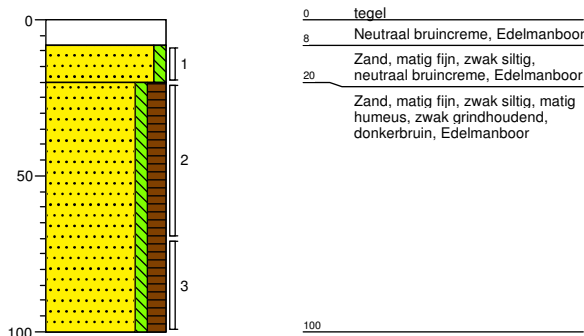 0
50
100
1
2
3
0 tegel
8 Neutraal bruincreme, Edelmanboor
Zand, matig fijn, zwak siltig,
20 neutraal bruincreme, Edelmanboor
Zand, matig fijn, zwak siltig, matig
humeus, zwak grindhoudend,
donkerbruin, Edelmanboor
100